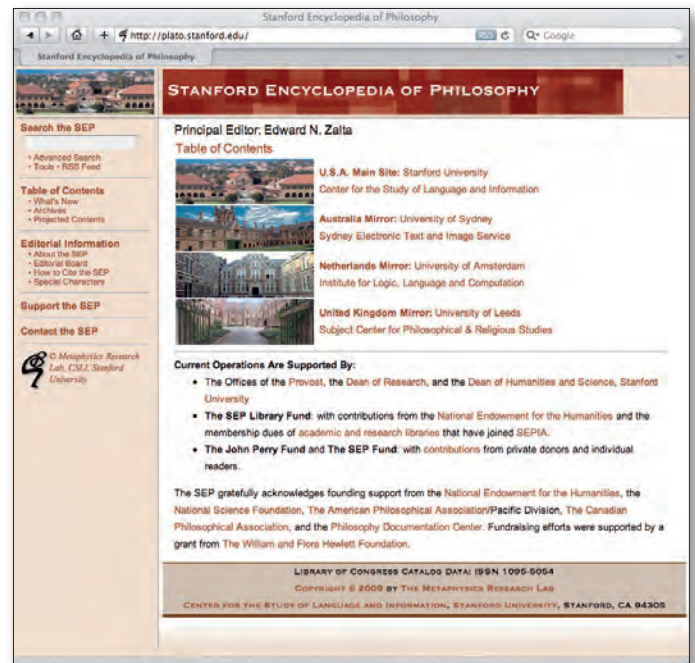 Stanford Encyclopedia of Philosophy
http://plato.stanford.edu/
Google
Stanford Encyclopedia of Philosophy
STANFORD ENCYCLOPEDIA OF PHILOSOPHY
Search the SEP
• Advanced Search
• Tools • RSS Feed
Table of Contents
• What's New
• Archives
• Projected Contents
Editorial Information
• About the SEP
• Editorial Board
• How to Cite the SEP
• Special Characters
Support the SEP
Contact the SEP
© Metaphysics Research
Lab, CSLI, Stanford
University
Principal Editor: Edward N. Zalta
Table of Contents
U.S.A. Main Site: Stanford University
Center for the Study of Language and Information
Australia Mirror: University of Sydney
Sydney Electronic Text and Image Service
Netherlands Mirror: University of Amsterdam
Institute for Logic, Language and Computation
United Kingdom Mirror: University of Leeds
Subject Center for Philosophical & Religious Studies
Current Operations Are Supported By:
• The Offices of the Provost, the Dean of Research, and the Dean of Humanities and Science, Stanford
University
• The SEP Library Fund: with contributions from the National Endowment for the Humanities and the
membership dues of academic and research libraries that have joined SEPIA.
• The John Perry Fund and The SEP Fund: with contributions from private donors and individual
readers.
The SEP gratefully acknowledges founding support from the National Endowment for the Humanities, the
National Science Foundation, The American Philosophical Association/Pacific Division, The Canadian
Philosophical Association, and the Philosophy Documentation Center. Fundraising efforts were supported by a
grant from The William and Flora Hewlett Foundation.
LIBRARY OF CONGRESS CATALOG DATA: ISSN 1095-5054
COPYRIGHT © 2009 BY THE METAPHYSICS RESEARCH LAB
CENTER FOR THE STUDY OF LANGUAGE AND INFORMATION, STANFORD UNIVERSITY, STANFORD, CA 94305